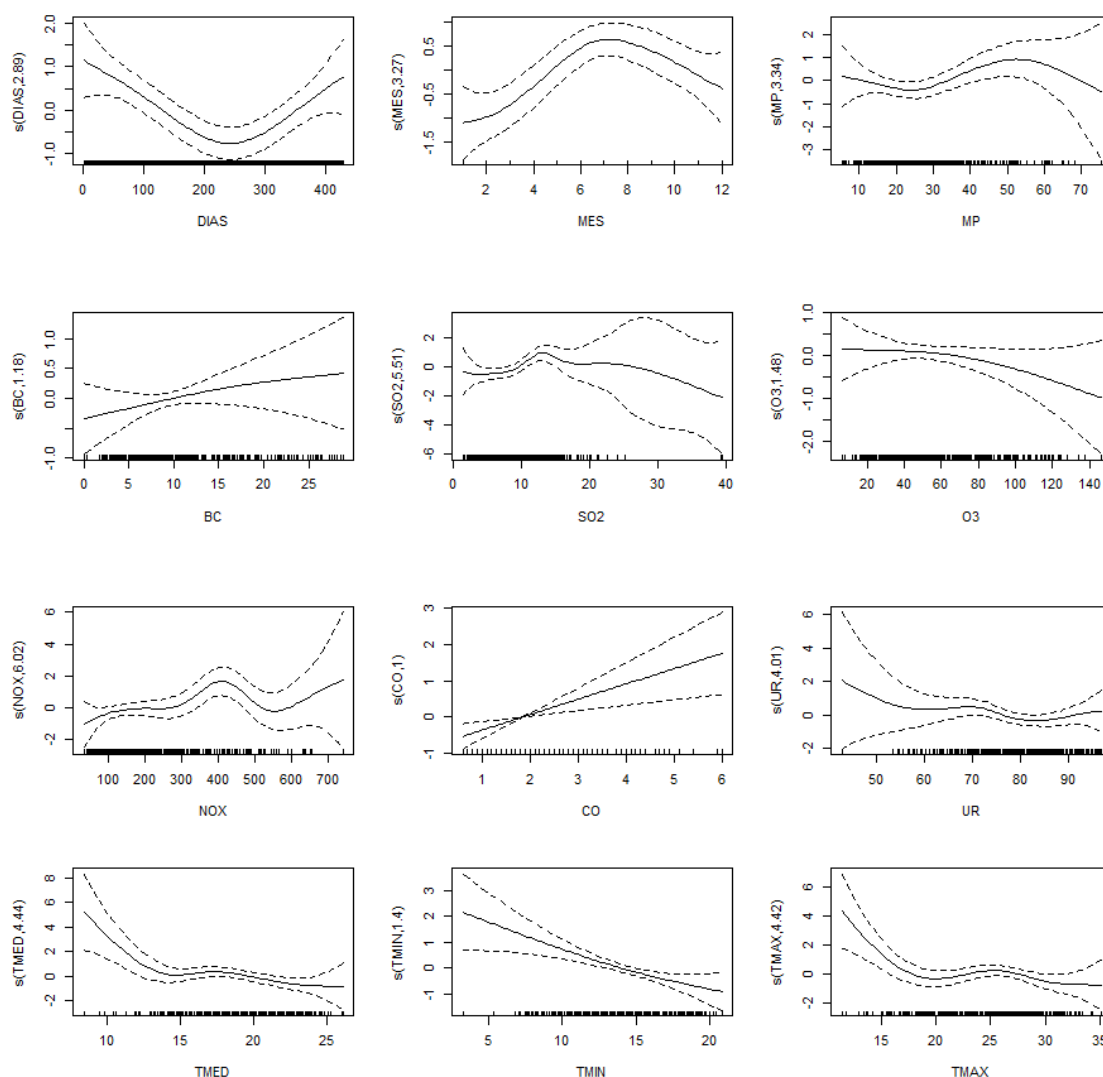 s(DIAS,2.89)
-1.0 0.0 1.0 2.0
0 100 200 300 400
DIAS
s(MES,3.27)
-1.5 -0.5 0.5
2 4 6 8 10 12
MES
s(MP,3.34)
-3 -2 -1 0 1 2
10 20 30 40 50 60 70
MP
s(BC,1.18)
-1.0 0.0 0.5 1.0
0 5 10 15 20 25
BC
s(SO2,5.51)
-6 -4 -2 0 2
0 10 20 30 40
SO2
s(O3,1.48)
-2.0 -1.0 0.0 1.0
20 40 60 80 100 120 140
O3
s(NOX,6.02)
-2 0 2 4 6
100 200 300 400 500 600 700
NOX
s(CO,1)
-1 0 1 2 3
1 2 3 4 5 6
CO
s(UR,4.01)
-2 0 2 4 6
50 60 70 80 90
UR
s(TMED,4.44)
-2 0 2 4 6 8
10 15 20 25
TMED
s(TMIN,1.4)
-1 0 1 2 3
5 10 15 20
TMIN
s(TMAX,4.42)
-2 0 2 4 6
15 20 25 30 35
TMAX